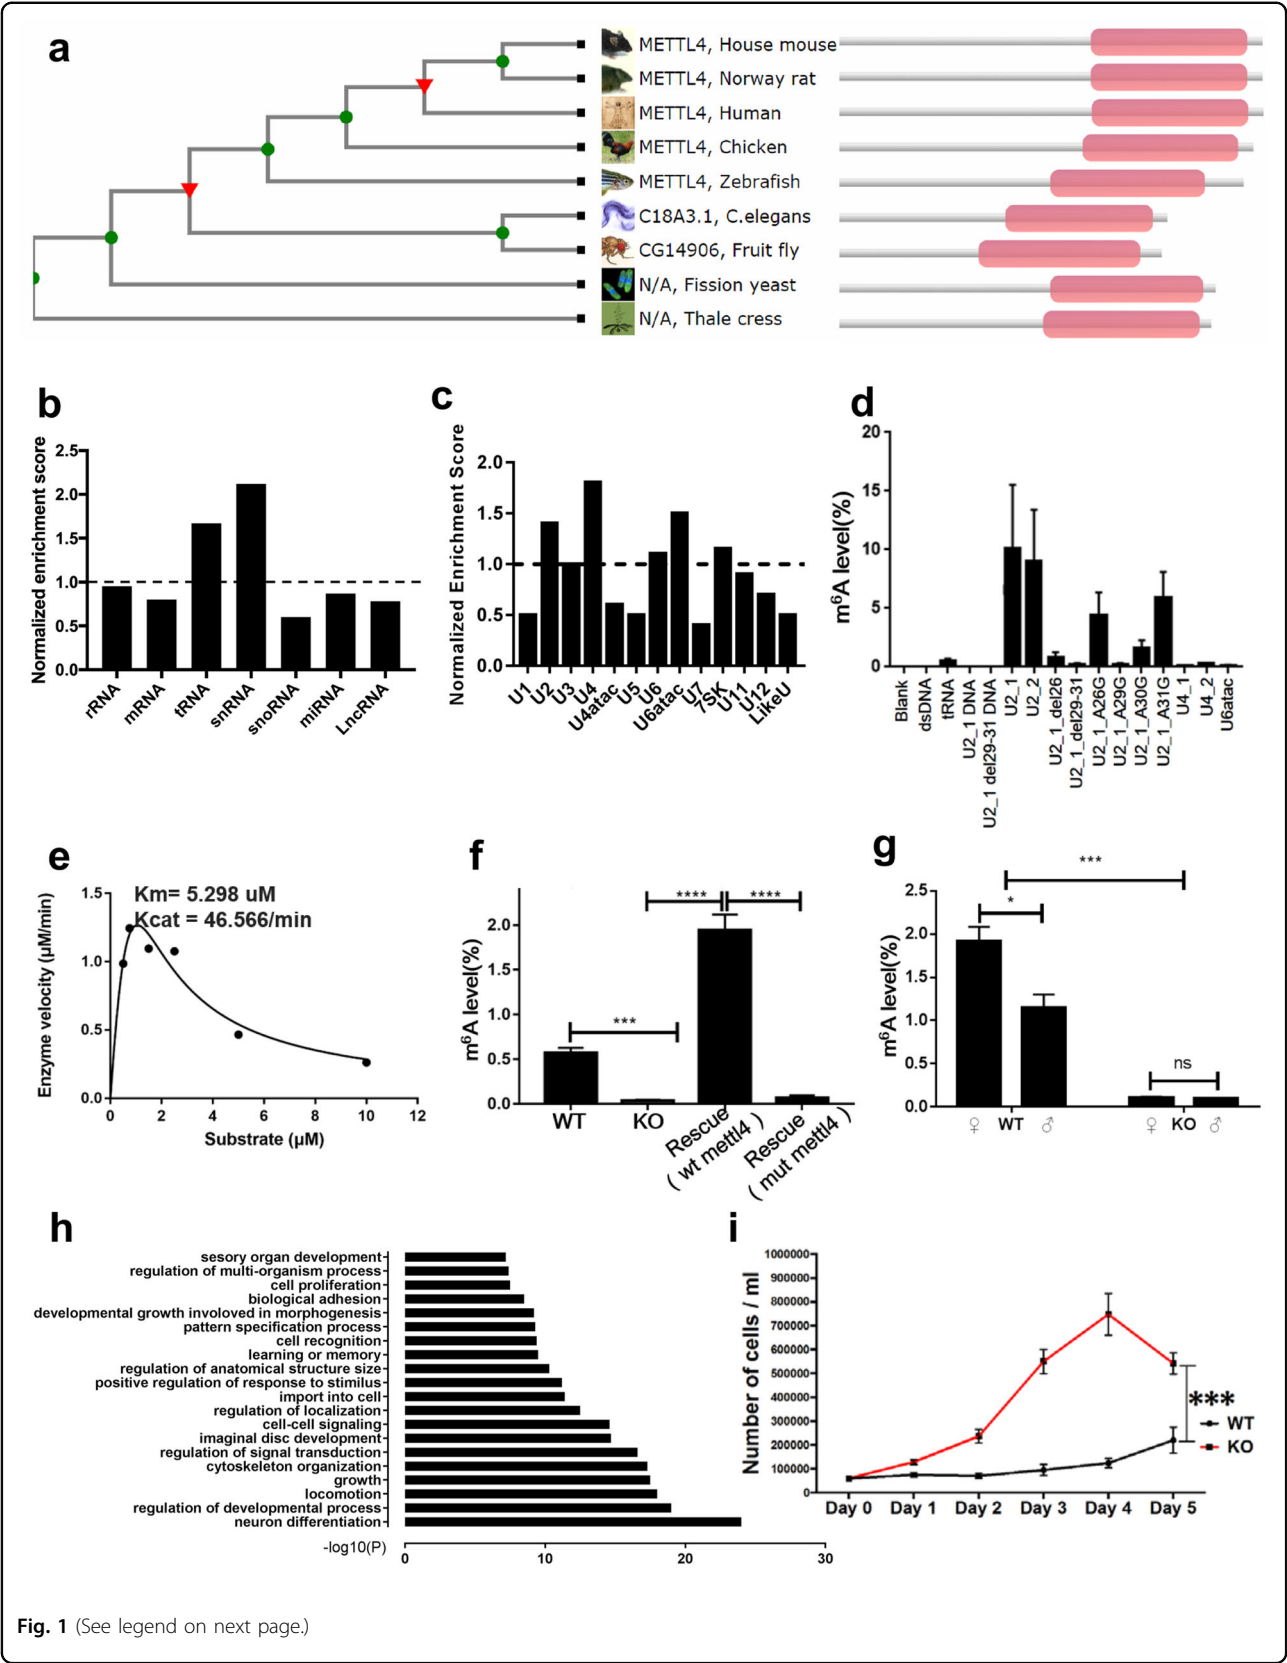 a
METTL4, House mouse
METTL4, Norway rat
METTL4, Human
METTL4, Chicken
METTL4, Zebrafish
C18A3.1, C.elegans
CG14906, Fruit fly
N/A, Fission yeast
N/A, Thale cress
b
Normalized enrichment score
2.5
2.0
1.5
1.0
0.5
0.0
rRNA
mRNA
tRNA
snRNA
snoRNA
miRNA
LncRNA
c
Normalized Enrichment Score
2.0
1.5
1.0
0.5
0.0
U1
U2
U3
U4
U4atac
U5
U6
U6atac
U7
7SK
U11
U12
LikeU
d
m⁶A level(%)
20
15
10
5
0
Blank
dsDNA
tRNA
U2_1 DNA
U2_1 del29-31 DNA
U2_1
U2_2
U2_1_del26
U2_1_del29-31
U2_1_A26G
U2_1_A29G
U2_1_A30G
U2_1_A31G
U4_1
U4_2
U6atac
e
Km= 5.298 uM
Kcat = 46.566/min
Enzyme velocity (μM/min)
1.5
1.0
0.5
0.0
0 2 4 6 8 10 12
Substrate (μM)
f
m⁶A level(%)
2.0
1.5
1.0
0.5
0.0
*** **** ****
WT
KO
Rescue
( wt mettl4 )
Rescue
( mut mettl4 )
g
m⁶A level(%)
2.5
2.0
1.5
1.0
0.5
0.0
***
*
ns
♀ WT ♂ ♀ KO ♂
h
sesory organ development
regulation of multi-organism process
cell proliferation
biological adhesion
developmental growth involoved in morphogenesis
pattern specification process
cell recognition
learning or memory
regulation of anatomical structure size
positive regulation of response to stimilus
import into cell
regulation of localization
cell-cell signaling
imaginal disc development
regulation of signal transduction
cytoskeleton organization
growth
locomotion
regulation of developmental process
neuron differentiation
-log10(P)
0 10 20 30
i
Number of cells / ml
1000000
900000
800000
700000
600000
500000
400000
300000
200000
100000
0
Day 0 Day 1 Day 2 Day 3 Day 4 Day 5
***
WT
KO
Fig. 1 (See legend on next page.)